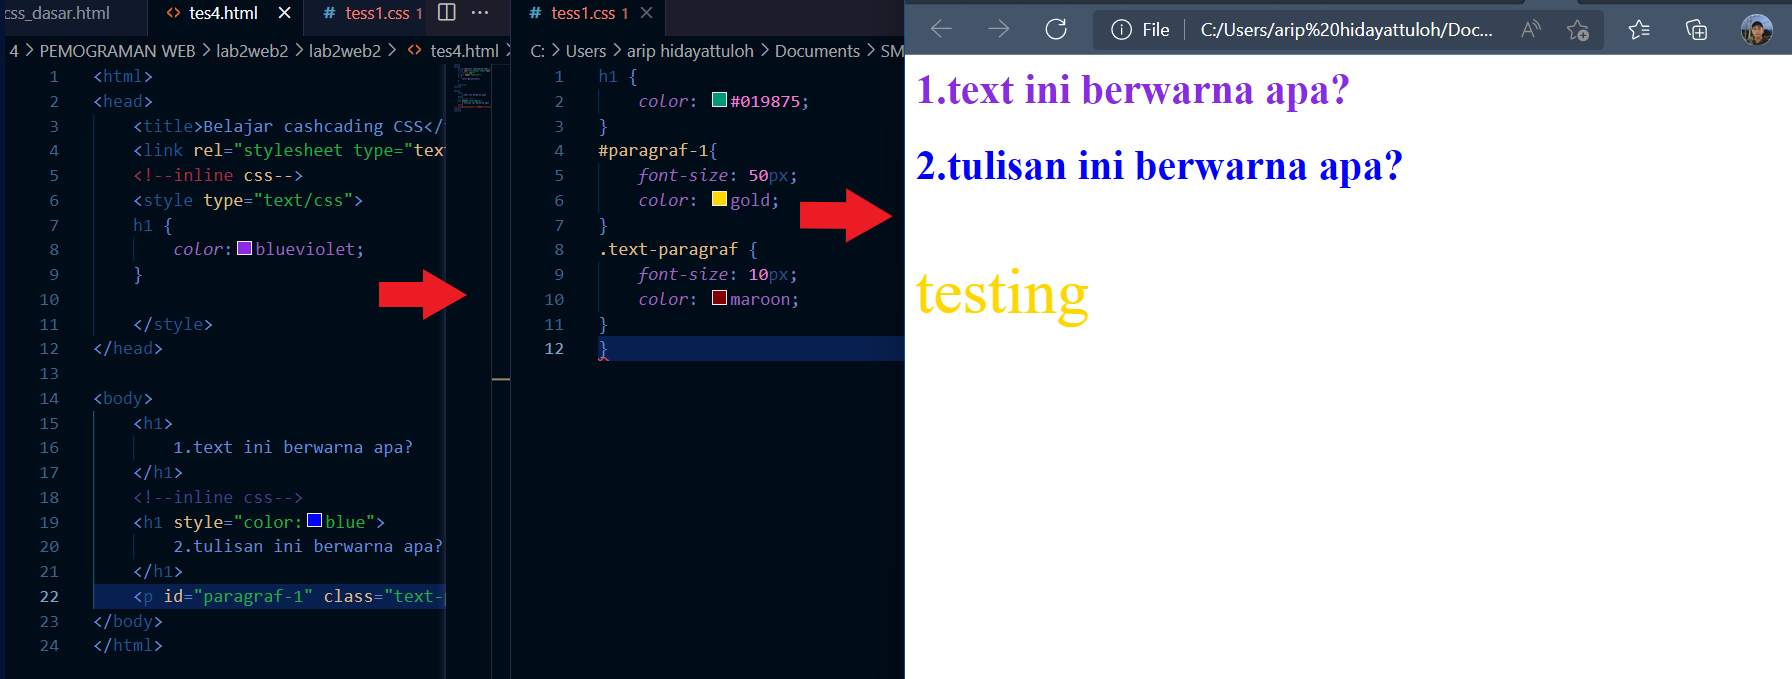 css_dasar.html
<> tes4.html ×
# tess1.css 1 ···
4 > PEMOGRAMAN WEB > lab2web2 > lab2web2 > <> tes4.html >
1 <html>
2 <head>
3 <title>Belajar cashcading CSS</
4 <link rel="stylesheet type="tex
5 <!--inline css-->
6 <style type="text/css">
7 h1 {
8 color: blueviolet;
9 }
10
11 </style>
12 </head>
13
14 <body>
15 <h1>
16 1.text ini berwarna apa?
17 </h1>
18 <!--inline css-->
19 <h1 style="color: blue">
20 2.tulisan ini berwarna apa?
21 </h1>
22 <p id="paragraf-1" class="text-
23 </body>
24 </html>
# tess1.css 1 ×
C: > Users > arip hidayattuloh > Documents > SM
1 h1 {
2 color: #019875;
3 }
4 #paragraf-1{
5 font-size: 50px;
6 color: gold;
7 }
8 .text-paragraf {
9 font-size: 10px;
10 color: maroon;
11 }
12 }
File | C:/Users/arip%20hidayattuloh/Doc...
1.text ini berwarna apa?
2.tulisan ini berwarna apa?
testing